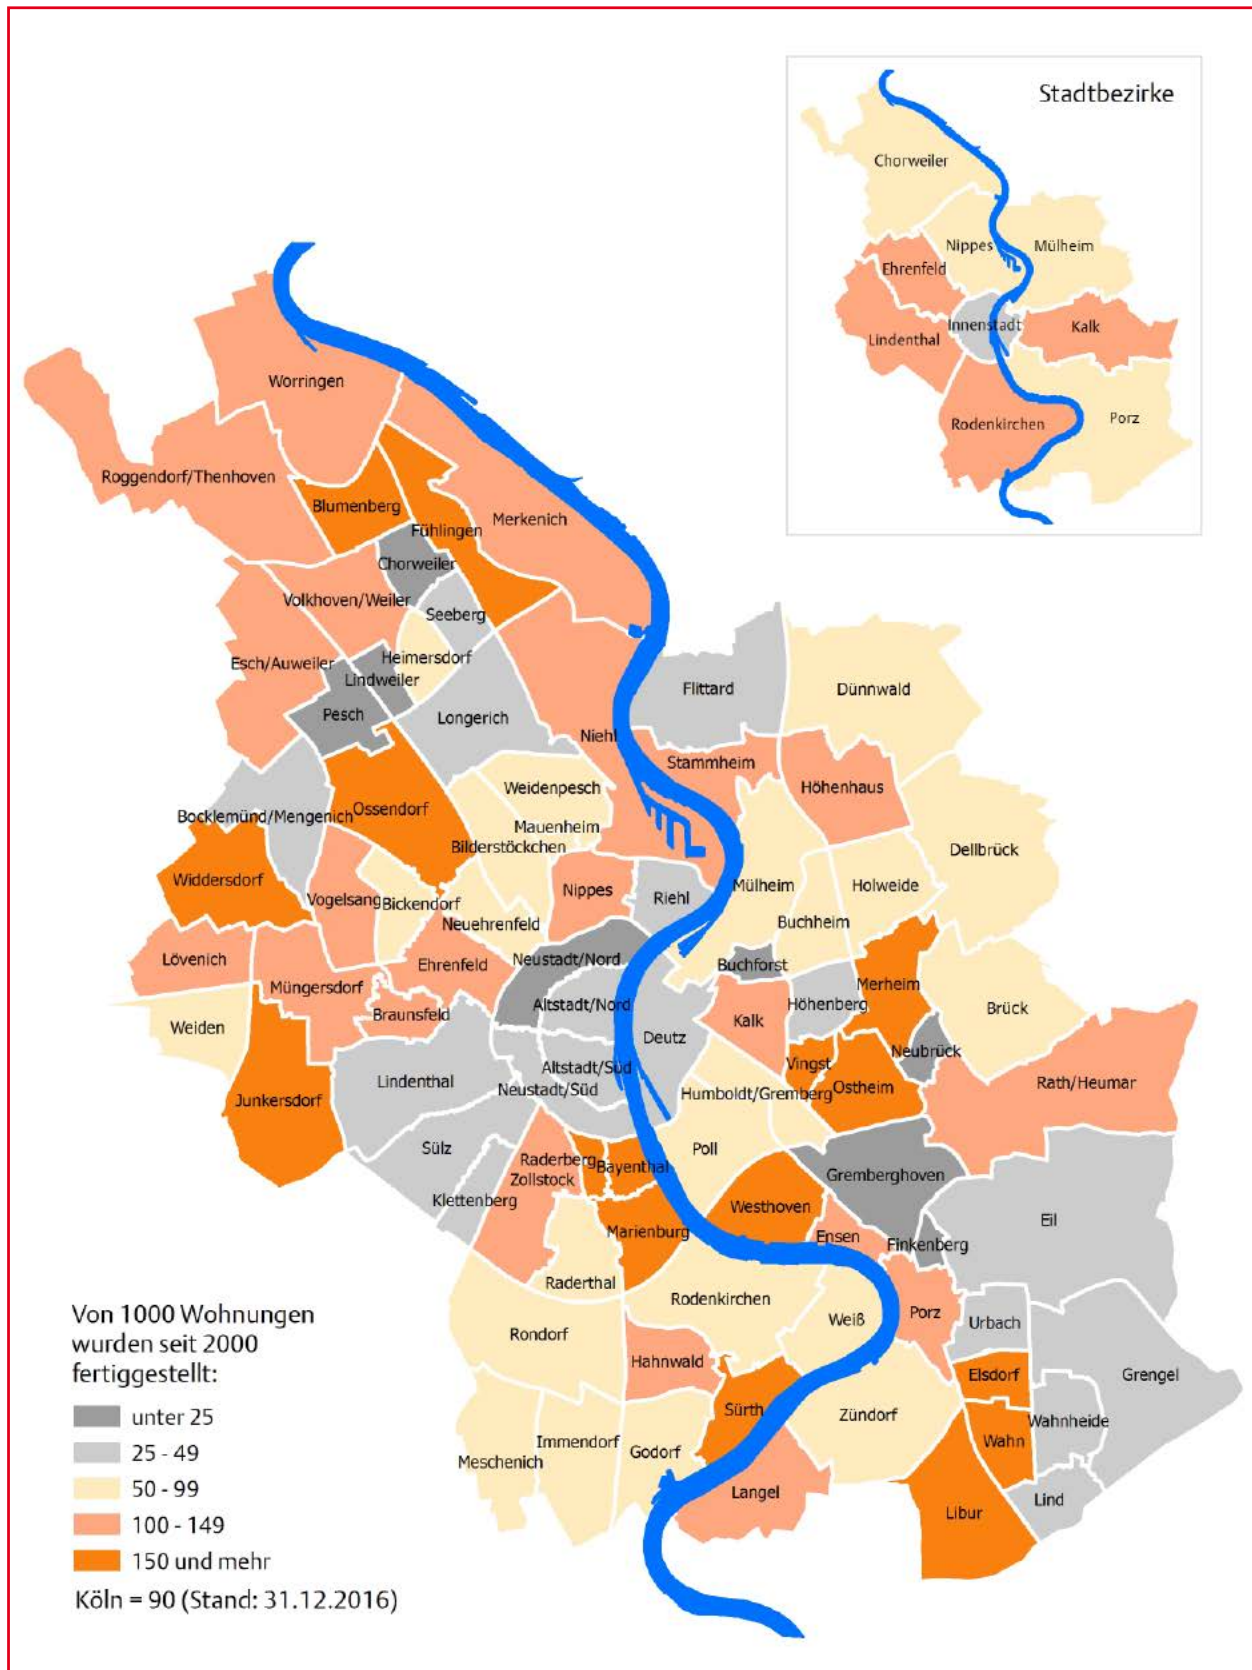 Stadtbezirke
Chorweiler
Nippes
Mülheim
Ehrenfeld
Innenstadt
Kalk
Lindenthal
Rodenkirchen
Porz
Worringen
Roggendorf/Thenhoven
Blumenberg
Fühlingen
Merkenich
Chorweiler
Volkhoven/Weiler
Seeberg
Heimersdorf
Esch/Auweiler
Lindweiler
Pesch
Longerich
Flittard
Dünnwald
Niehl
Stammheim
Höhenhaus
Weidenpesch
Bocklemünd/Mengenich
Ossendorf
Mauenheim
Bilderstöckchen
Dellbrück
Widdersdorf
Vogelsang
Bickendorf
Nippes
Riehl
Mülheim
Holweide
Neuehrenfeld
Buchheim
Lövenich
Ehrenfeld
Neustadt/Nord
Buchforst
Müngersdorf
Merheim
Altstadt/Nord
Höhenberg
Brück
Braunsfeld
Weiden
Kalk
Deutz
Neubrück
Vingst
Altstadt/Süd
Lindenthal
Neustadt/Süd
Humboldt/Gremberg
Ostheim
Rath/Heumar
Junkersdorf
Sülz
Poll
Raderberg
Bayenthal
Zollstock
Gremberghoven
Klettenberg
Westhoven
Marienburg
Ensen
Finkenberg
Eil
Raderthal
Rodenkirchen
Weiß
Porz
Urbach
Rondorf
Hahnwald
Elsdorf
Grengel
Sürth
Zündorf
Wahnheide
Wahn
Immendorf
Godorf
Meschenich
Langel
Lind
Libur
Von 1000 Wohnungen
wurden seit 2000
fertiggestellt:
unter 25
25 - 49
50 - 99
100 - 149
150 und mehr
Köln = 90 (Stand: 31.12.2016)